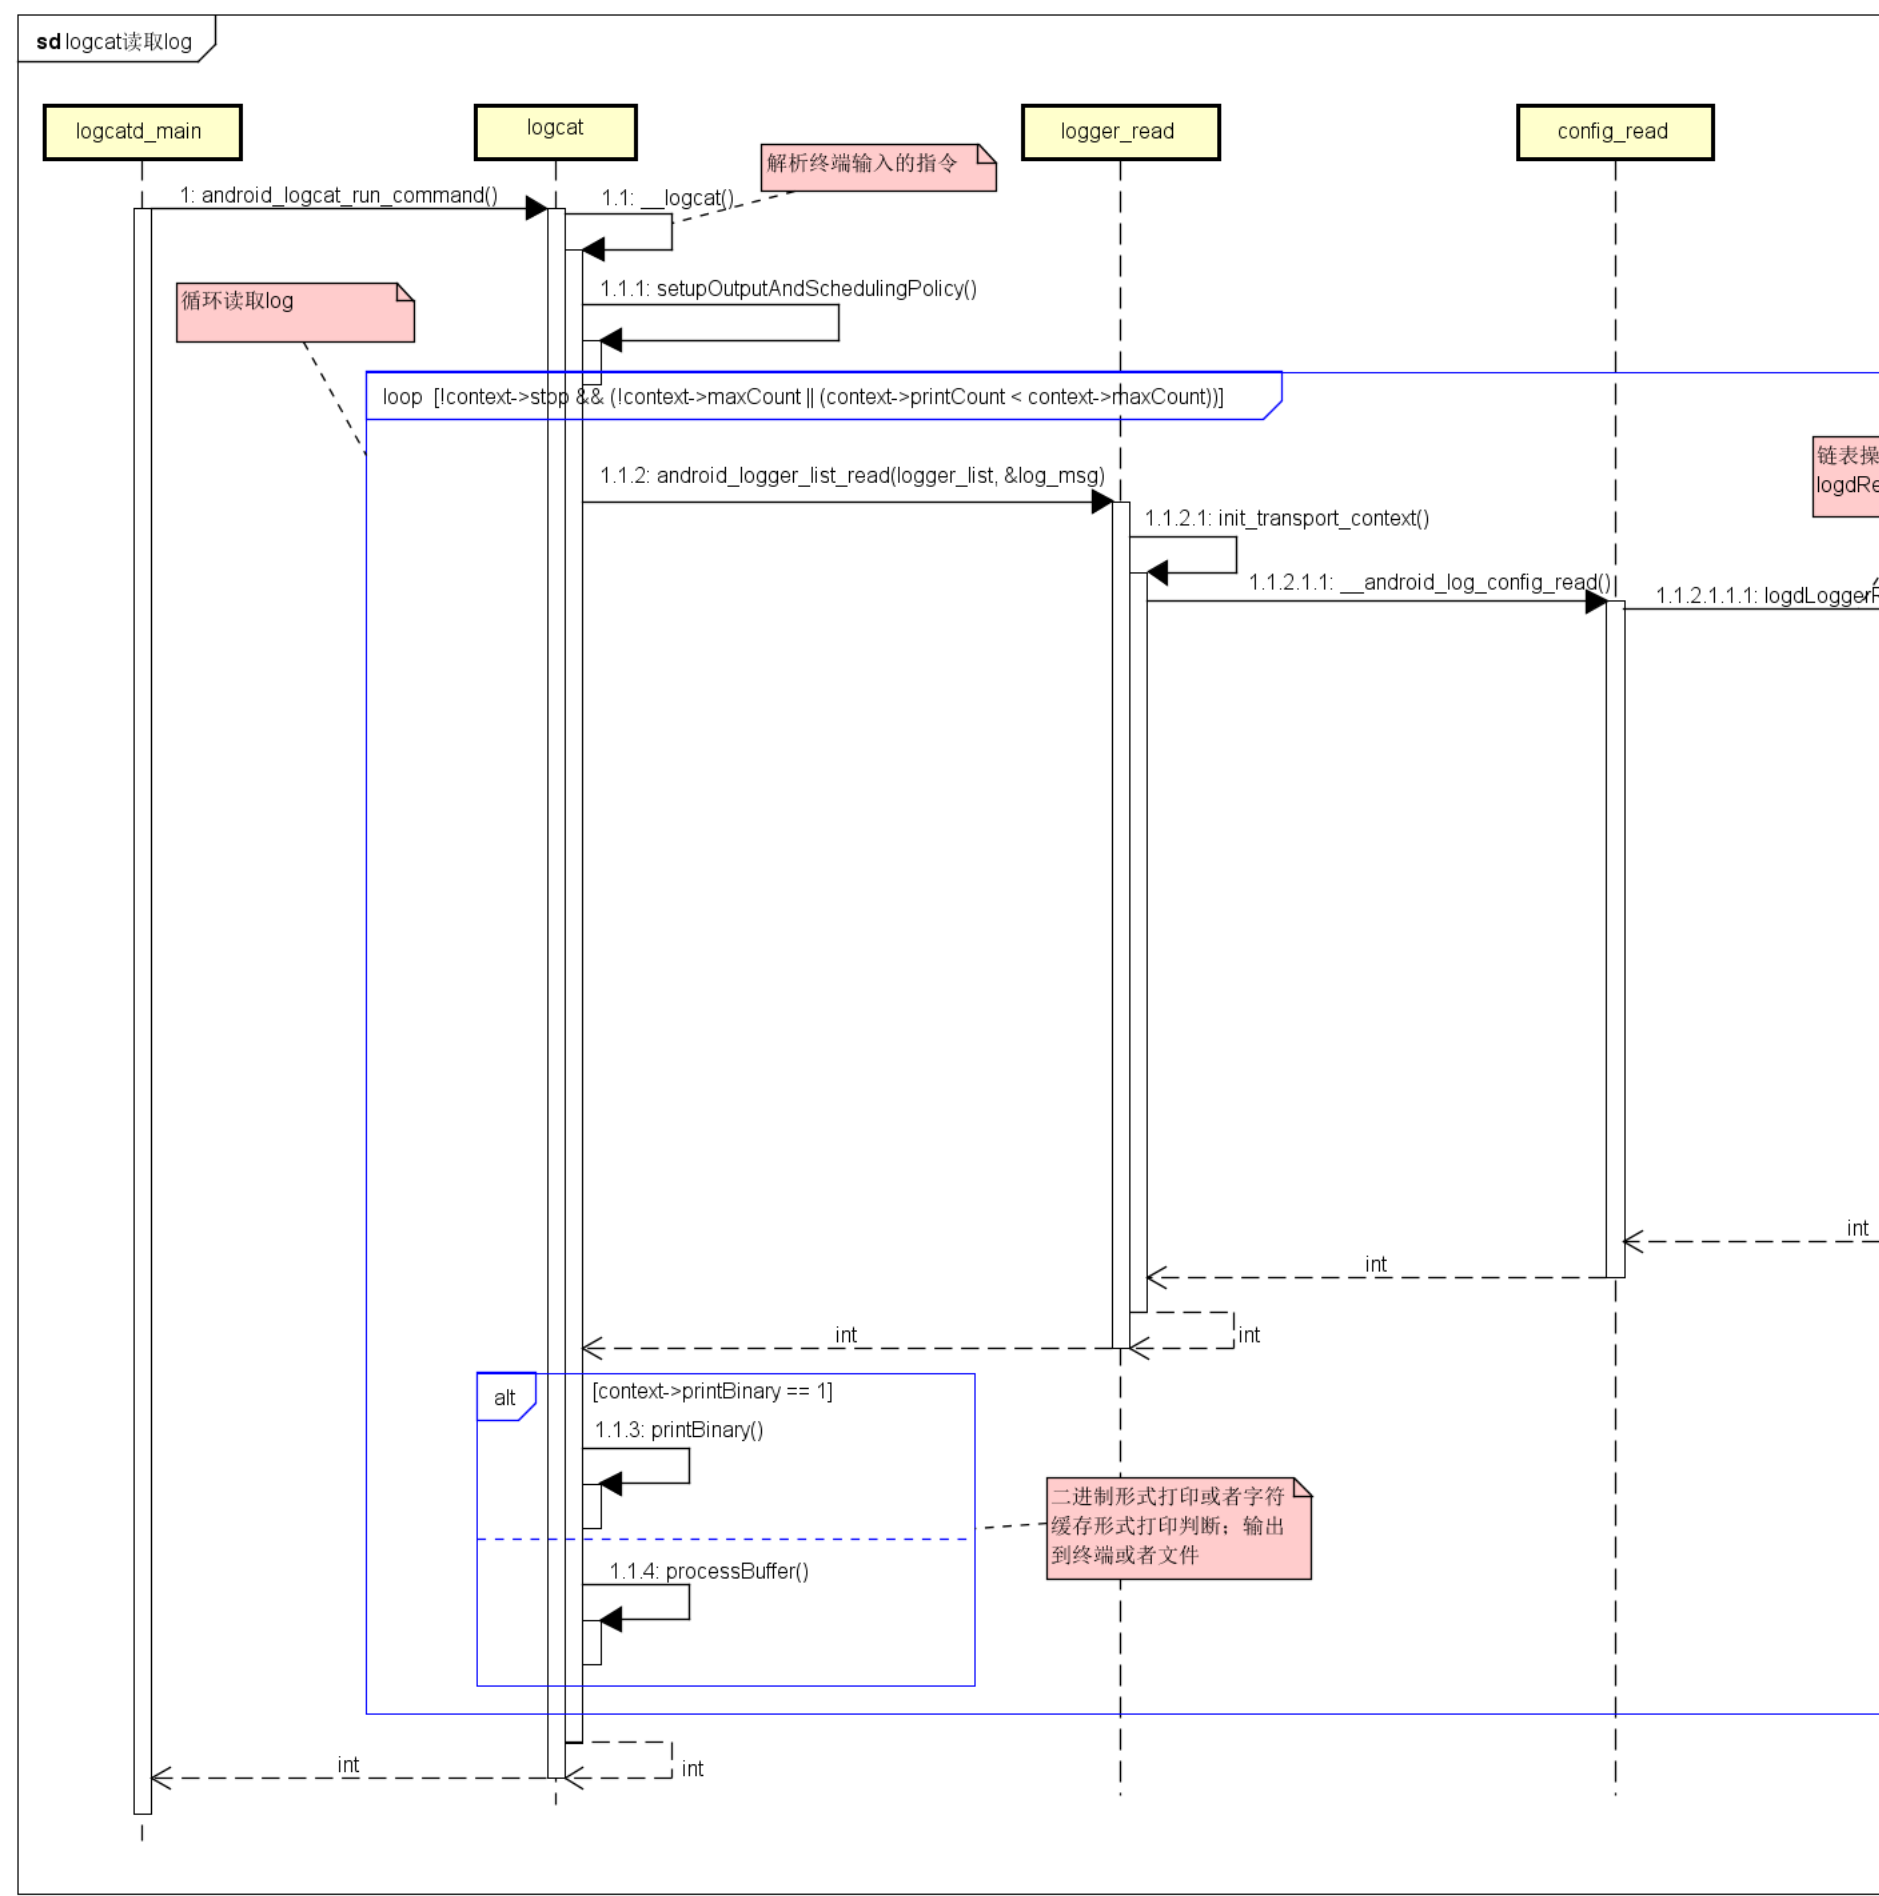 sd logcat读取log
logcatd_main
logcat
logger_read
config_read
解析终端输入的指令
1: android_logcat_run_command()
1.1: __logcat()
1.1.1: setupOutputAndSchedulingPolicy()
循环读取log
loop [!context->stop && (!context->maxCount || (context->printCount < context->maxCount))]
链表操
logdRe
1.1.2: android_logger_list_read(logger_list, &log_msg)
1.1.2.1: init_transport_context()
1.1.2.1.1: __android_log_config_read()
1.1.2.1.1.1: logdLoggerR
int
int
int
int
alt
[context->printBinary == 1]
1.1.3: printBinary()
二进制形式打印或者字符
缓存形式打印判断；输出
到终端或者文件
1.1.4: processBuffer()
int
int